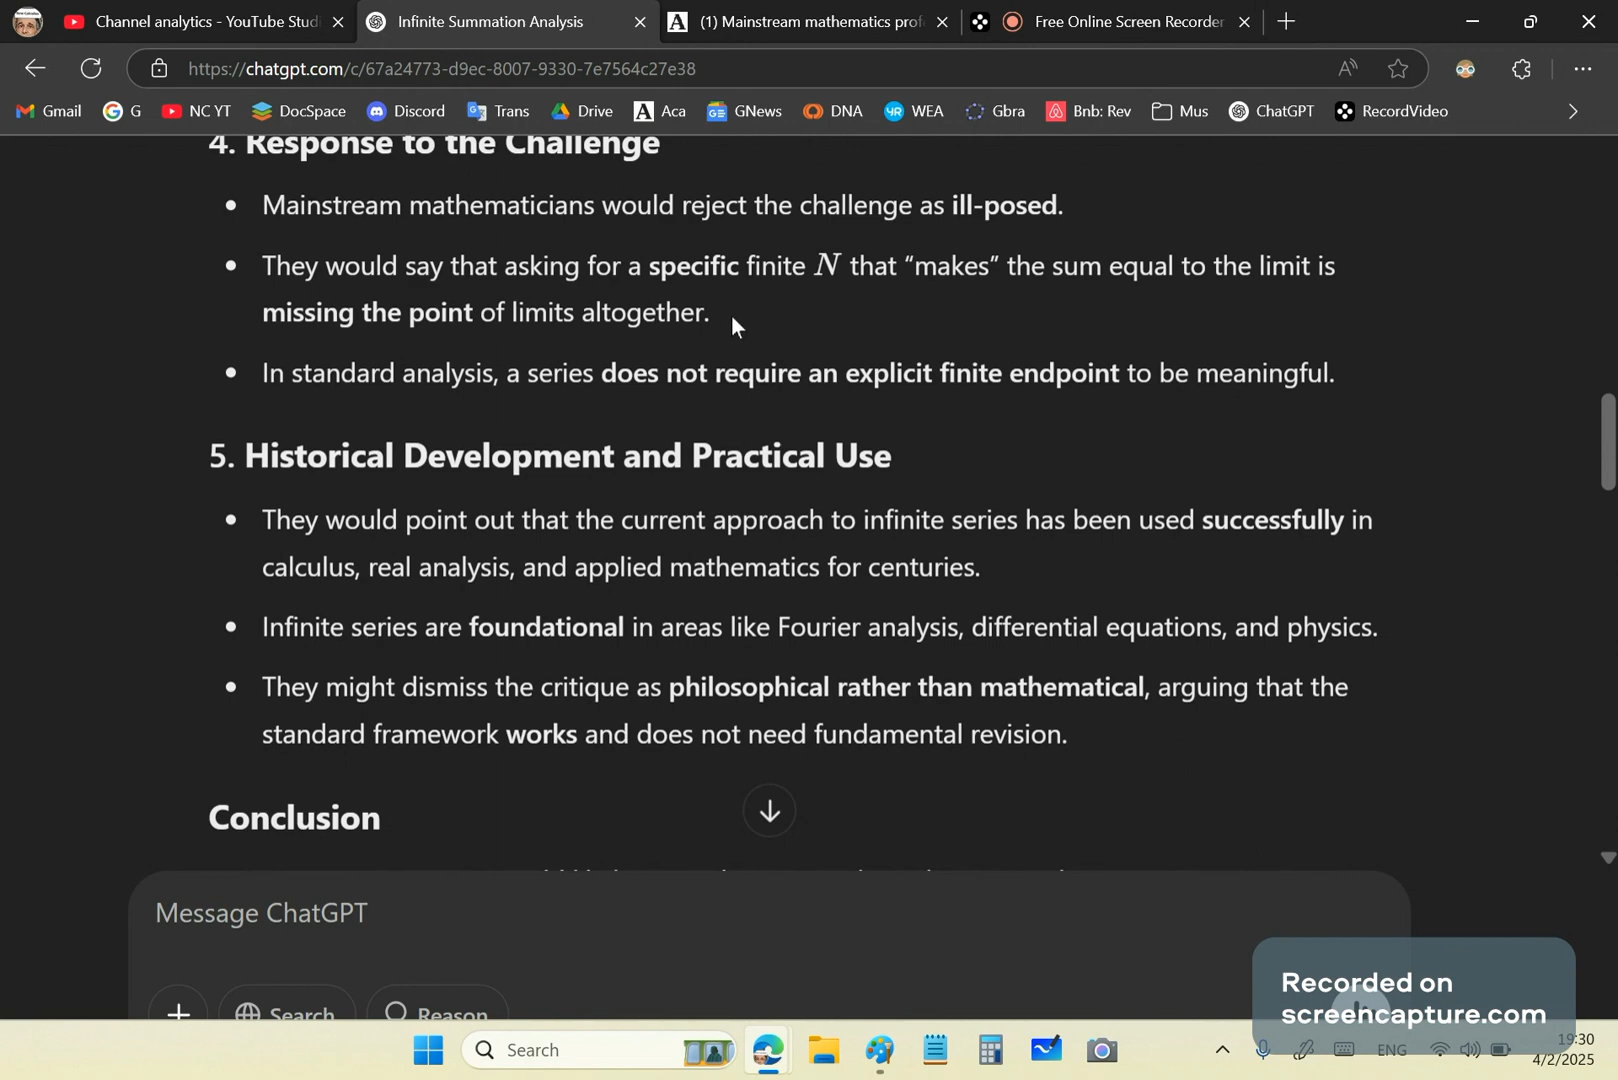 Channel analytics - YouTube Stud
Infinite Summation Analysis
(1) Mainstream mathematics prof
Free Online Screen Recorder
https://chatgpt.com/c/67a24773-d9ec-8007-9330-7e7564c27e38
Gmail
G
NC YT
DocSpace
Discord
Trans
Drive
Aca
GNews
DNA
WEA
Gbra
Bnb: Rev
Mus
ChatGPT
RecordVideo
4. Response to the Challenge
Mainstream mathematicians would reject the challenge as ill-posed.
They would say that asking for a specific finite N that “makes” the sum equal to the limit is
missing the point of limits altogether.
In standard analysis, a series does not require an explicit finite endpoint to be meaningful.
5. Historical Development and Practical Use
They would point out that the current approach to infinite series has been used successfully in
calculus, real analysis, and applied mathematics for centuries.
Infinite series are foundational in areas like Fourier analysis, differential equations, and physics.
They might dismiss the critique as philosophical rather than mathematical, arguing that the
standard framework works and does not need fundamental revision.
Conclusion
Message ChatGPT
Search
Reason
Recorded on
screencapture.com
Search
ENG
19:30
4/2/2025